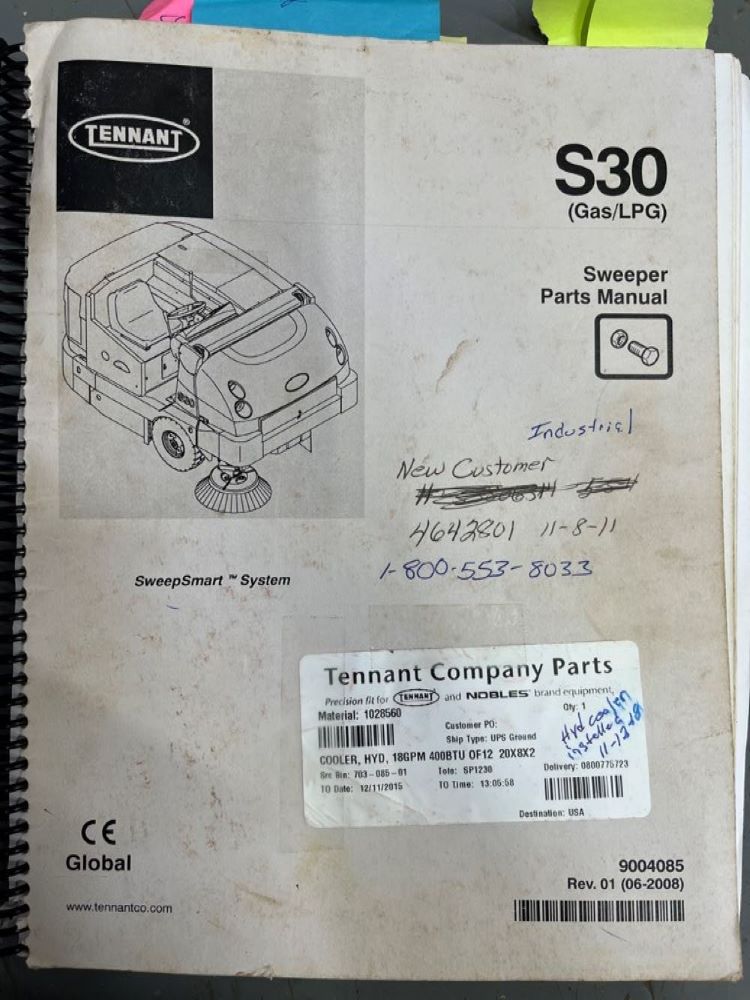 TENNANT®
S30
(Gas/LPG)
Sweeper
Parts Manual
S30
Industrial
New Customer
4642801 11-8-11
1-800-553-8033
SweepSmart ™ System
Tennant Company Parts
Precision fit for TENNANT and NOBLES® brand equipment.
Material: 1028560
Qty: 1
Customer PO:
Ship Type: UPS Ground
Hyd cooler
installed
COOLER, HYD, 18GPM 400BTU OF12 20X8X2
Src Bin: 703-085-01
Tote: SP1230
Delivery: 0800775723
TO Date: 12/11/2015
TO Time: 13:05:58
Destination: USA
CE
Global
www.tennantco.com
9004085
Rev. 01 (06-2008)